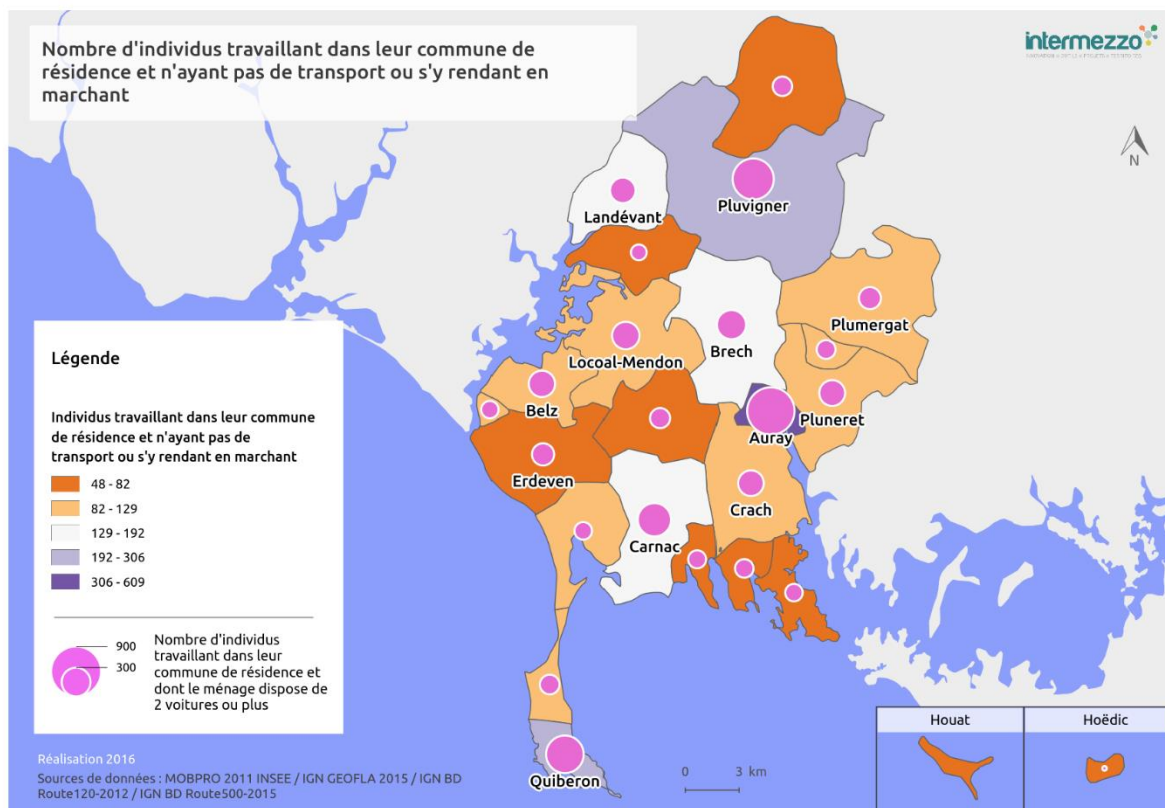 Nombre d'individus travaillant dans leur commune de
résidence et n'ayant pas de transport ou s'y rendant en
marchant
intermezzo
N
Pluvigner
Landévant
Plumergat
Brech
Locoal-Mendon
Belz
Pluneret
Auray
Erdeven
Crach
Carnac
Quiberon
Légende
Individus travaillant dans leur commune
de résidence et n'ayant pas de
transport ou s'y rendant en marchant
48 - 82
82 - 129
129 - 192
192 - 306
306 - 609
900
300
Nombre d'individus
travaillant dans leur
commune de résidence et
dont le ménage dispose de
2 voitures ou plus
Réalisation 2016
Sources de données : MOBPRO 2011 INSEE / IGN GEOFLA 2015 / IGN BD
Route120-2012 / IGN BD Route500-2015
0 3 km
Houat
Hoëdic